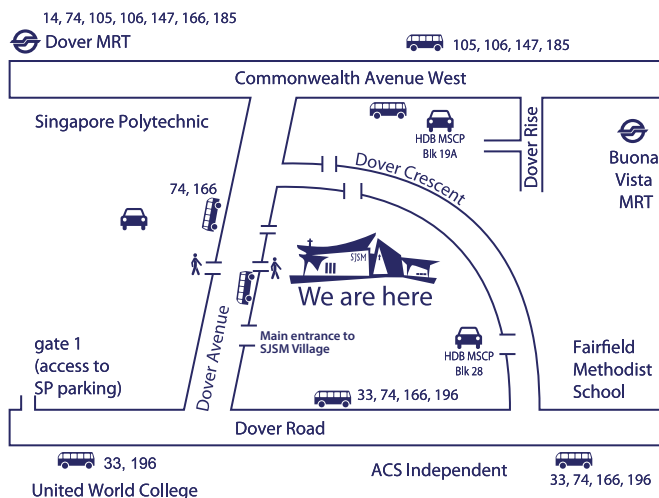 14, 74, 105, 106, 147, 166, 185
Dover MRT
105, 106, 147, 185
Commonwealth Avenue West
Singapore Polytechnic
HDB MSCP
Blk 19A
Dover Rise
Buona
Vista
MRT
Dover Crescent
74, 166
SJSM
We are here
Main entrance to
SJSM Village
Dover Avenue
gate 1
(access to
SP parking)
HDB MSCP
Blk 28
Fairfield
Methodist
School
33, 74, 166, 196
Dover Road
33, 196
United World College
ACS Independent
33, 74, 166, 196